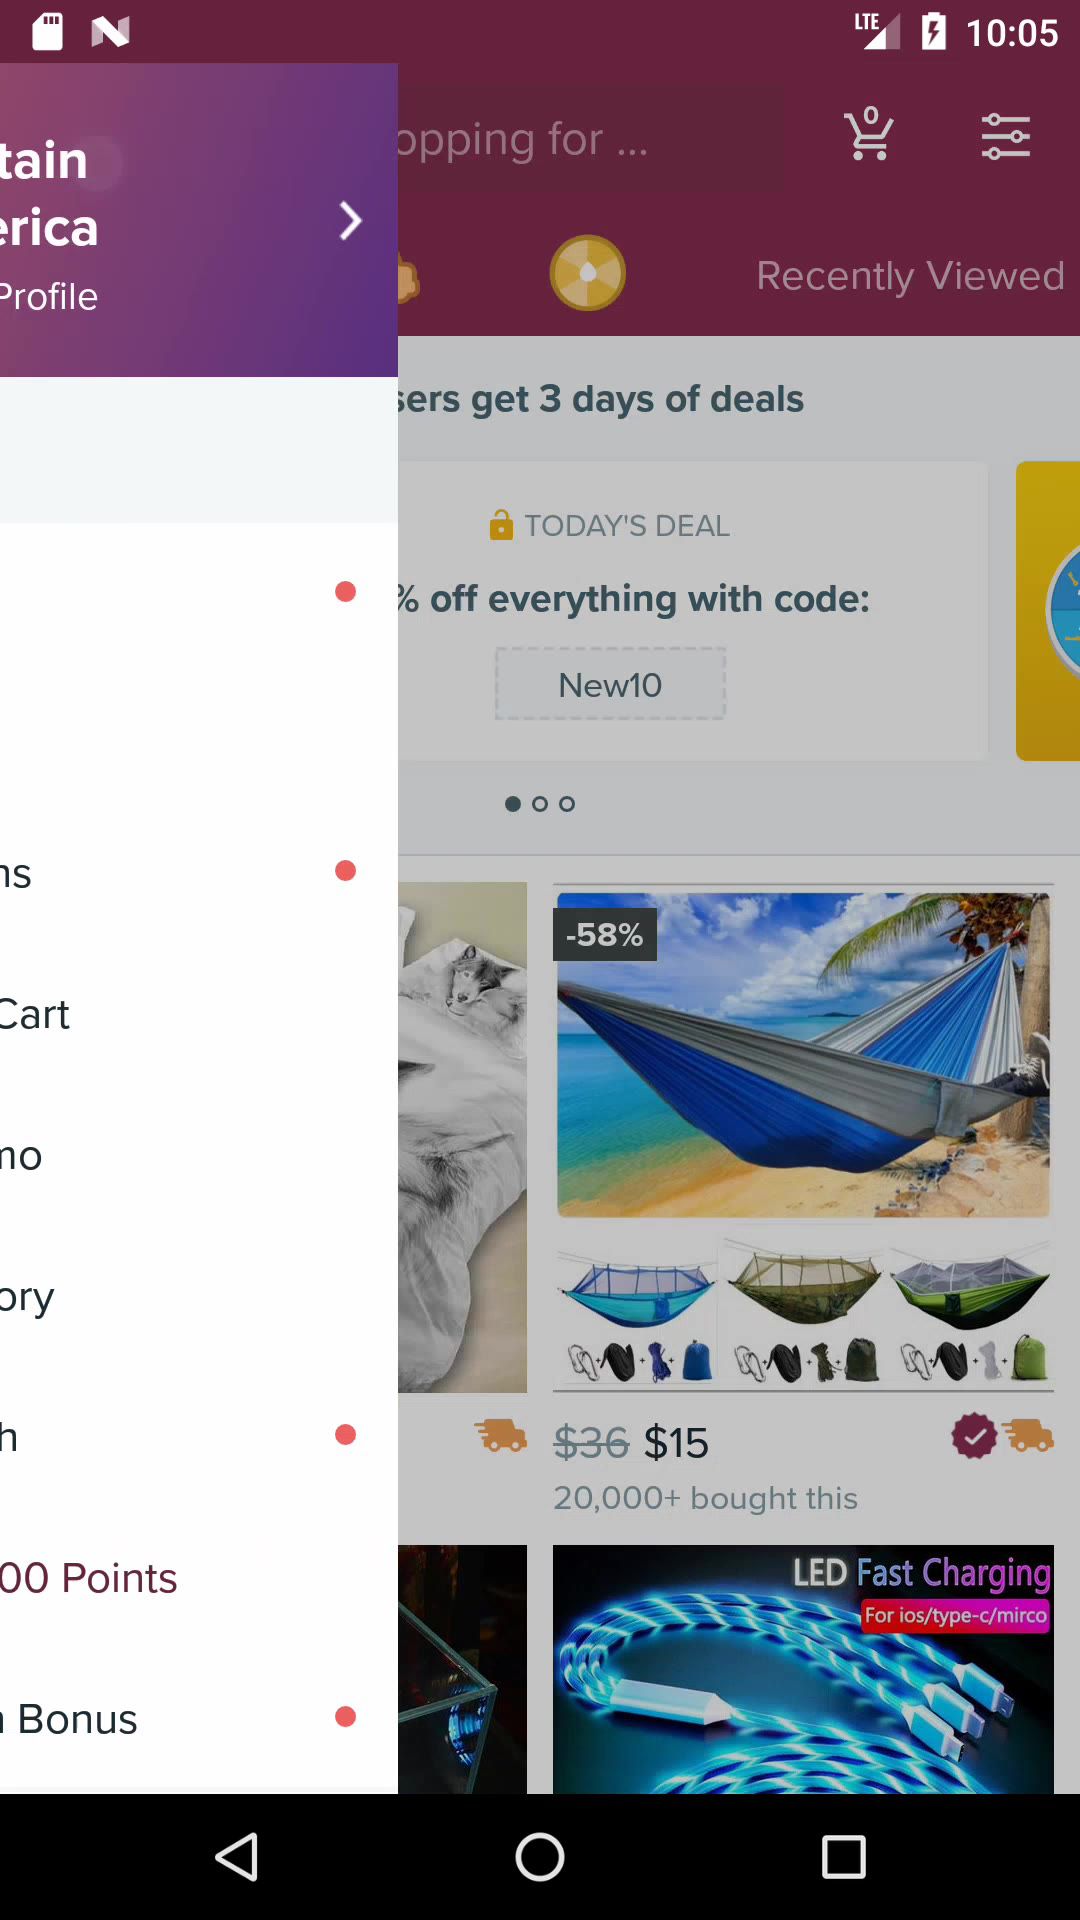 LTE 10:05
tain
erica
Profile
opping for ...
0
Recently Viewed
sers get 3 days of deals
TODAY'S DEAL
% off everything with code:
New10
ns
Cart
mo
ory
h
00 Points
n Bonus
-58%
$36 $15
20,000+ bought this
LED Fast Charging
For ios/type-c/mirco